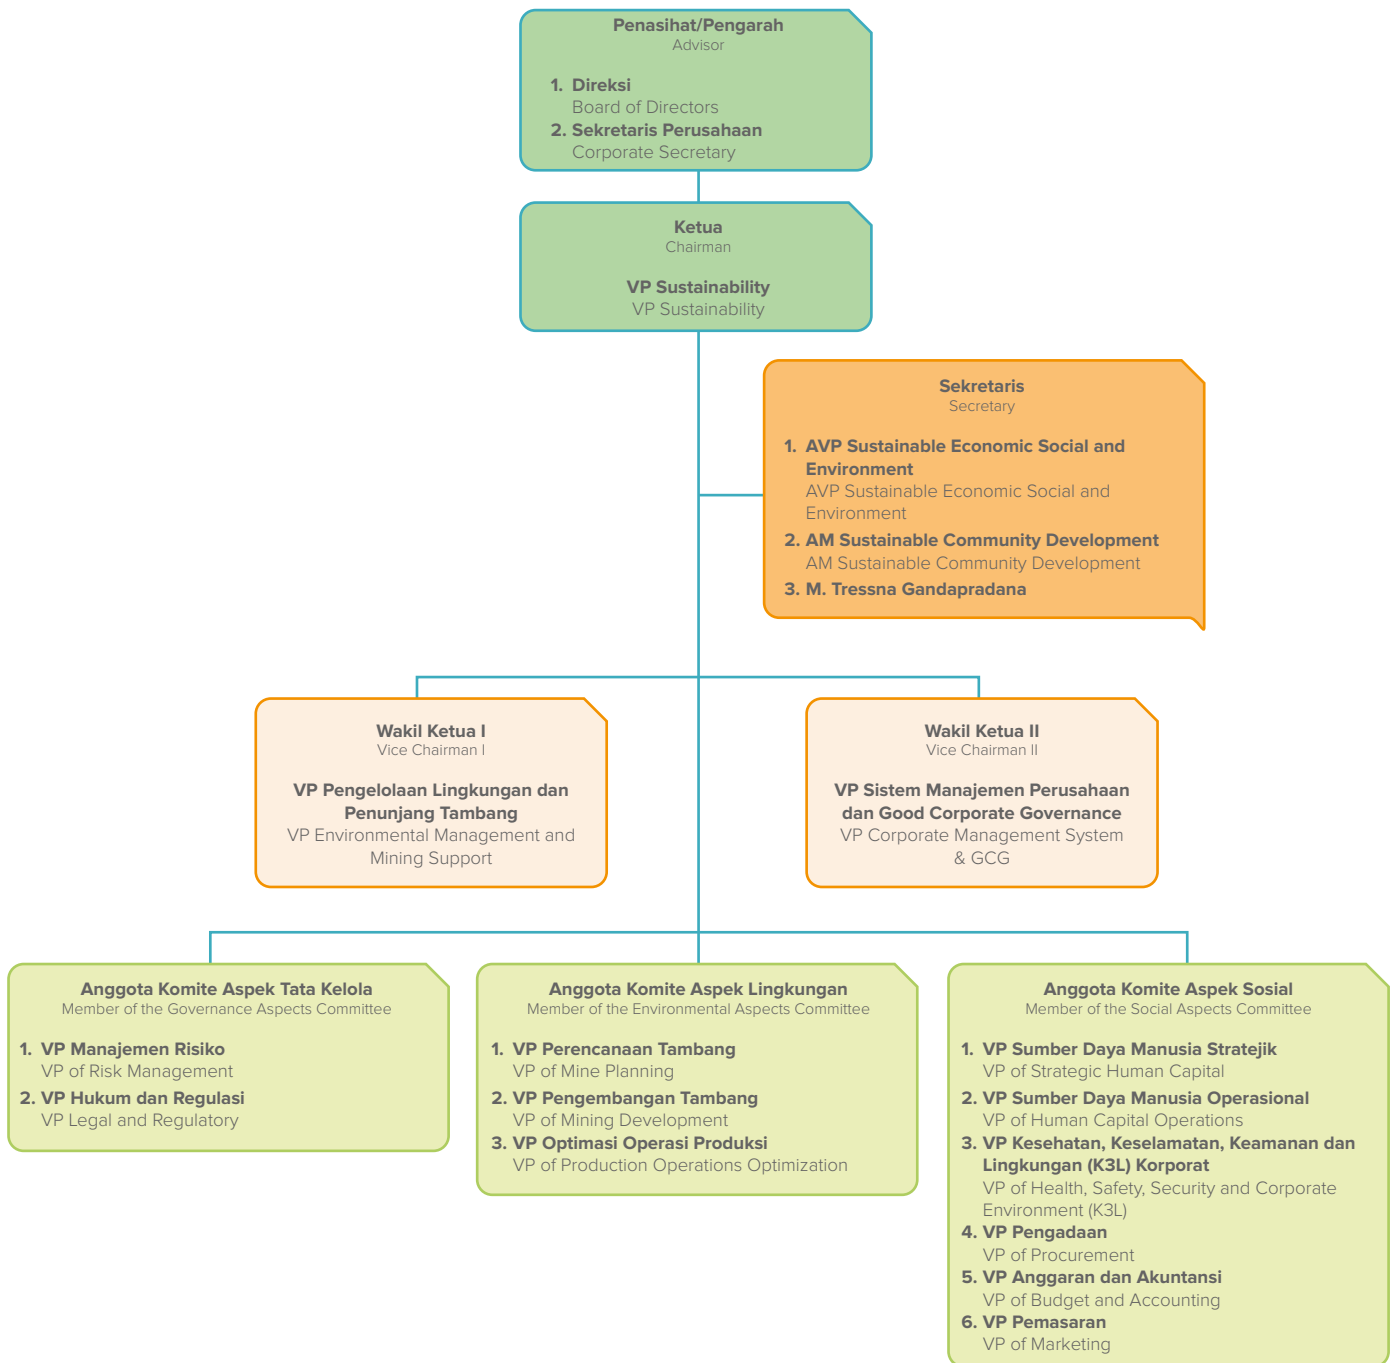 Penasihat/Pengarah
Advisor
1. Direksi
Board of Directors
2. Sekretaris Perusahaan
Corporate Secretary
Ketua
Chairman
VP Sustainability
VP Sustainability
Sekretaris
Secretary
1. AVP Sustainable Economic Social and
Environment
AVP Sustainable Economic Social and
Environment
2. AM Sustainable Community Development
AM Sustainable Community Development
3. M. Tressna Gandapradana
Wakil Ketua I
Vice Chairman I
VP Pengelolaan Lingkungan dan
Penunjang Tambang
VP Environmental Management and
Mining Support
Wakil Ketua II
Vice Chairman II
VP Sistem Manajemen Perusahaan
dan Good Corporate Governance
VP Corporate Management System
& GCG
Anggota Komite Aspek Tata Kelola
Member of the Governance Aspects Committee
1. VP Manajemen Risiko
VP of Risk Management
2. VP Hukum dan Regulasi
VP Legal and Regulatory
Anggota Komite Aspek Lingkungan
Member of the Environmental Aspects Committee
1. VP Perencanaan Tambang
VP of Mine Planning
2. VP Pengembangan Tambang
VP of Mining Development
3. VP Optimasi Operasi Produksi
VP of Production Operations Optimization
Anggota Komite Aspek Sosial
Member of the Social Aspects Committee
1. VP Sumber Daya Manusia Stratejik
VP of Strategic Human Capital
2. VP Sumber Daya Manusia Operasional
VP of Human Capital Operations
3. VP Kesehatan, Keselamatan, Keamanan dan
Lingkungan (K3L) Korporat
VP of Health, Safety, Security and Corporate
Environment (K3L)
4. VP Pengadaan
VP of Procurement
5. VP Anggaran dan Akuntansi
VP of Budget and Accounting
6. VP Pemasaran
VP of Marketing